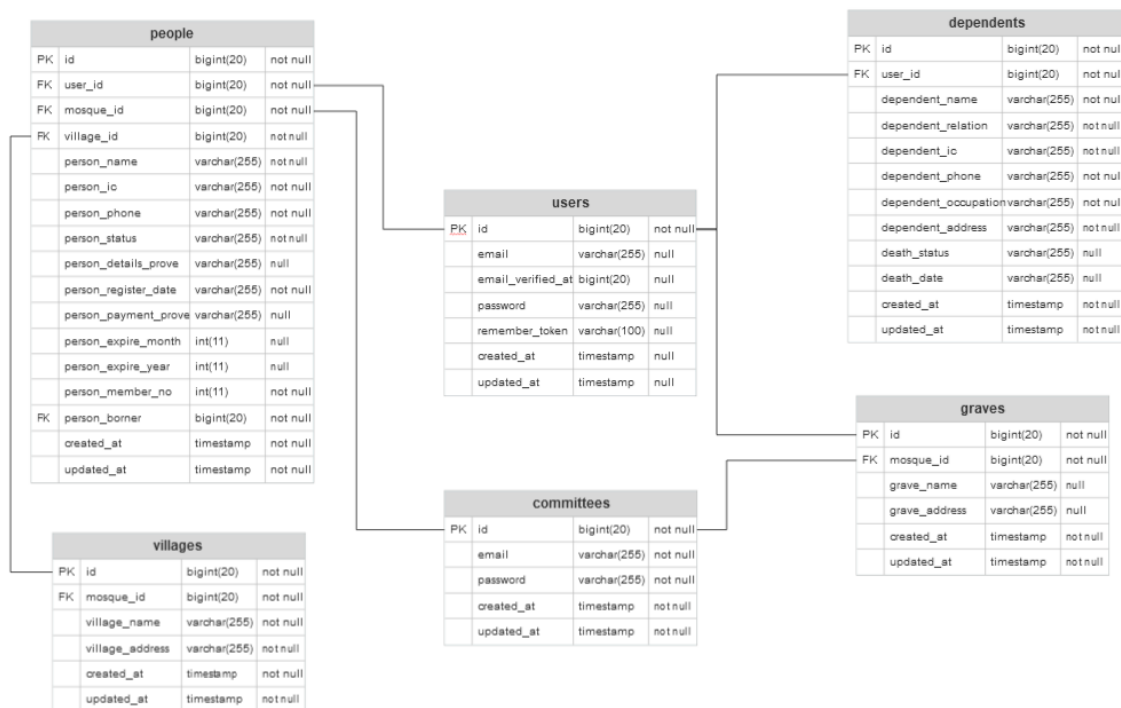 people
PK id bigint(20) not null
FK user_id bigint(20) not null
FK mosque_id bigint(20) not null
FK village_id bigint(20) not null
person_name varchar(255) not null
person_ic varchar(255) not null
person_phone varchar(255) not null
person_status varchar(255) not null
person_details_prove varchar(255) null
person_register_date varchar(255) not null
person_payment_prove varchar(255) null
person_expire_month int(11) null
person_expire_year int(11) null
person_member_no int(11) not null
FK person_borner bigint(20) not null
created_at timestamp not null
updated_at timestamp not null
villages
PK id bigint(20) not null
FK mosque_id bigint(20) not null
village_name varchar(255) not null
village_address varchar(255) not null
created_at timestamp not null
updated_at timestamp not null
users
PK id bigint(20) not null
email varchar(255) null
email_verified_at bigint(20) null
password varchar(255) null
remember_token varchar(100) null
created_at timestamp null
updated_at timestamp null
committees
PK id bigint(20) not null
email varchar(255) not null
password varchar(255) not null
created_at timestamp not null
updated_at timestamp not null
dependents
PK id bigint(20) not null
FK user_id bigint(20) not null
dependent_name varchar(255) not null
dependent_relation varchar(255) not null
dependent_ic varchar(255) not null
dependent_phone varchar(255) not null
dependent_occupation varchar(255) not null
dependent_address varchar(255) not null
death_status varchar(255) null
death_date varchar(255) null
created_at timestamp not null
updated_at timestamp not null
graves
PK id bigint(20) not null
FK mosque_id bigint(20) not null
grave_name varchar(255) null
grave_address varchar(255) null
created_at timestamp not null
updated_at timestamp not null